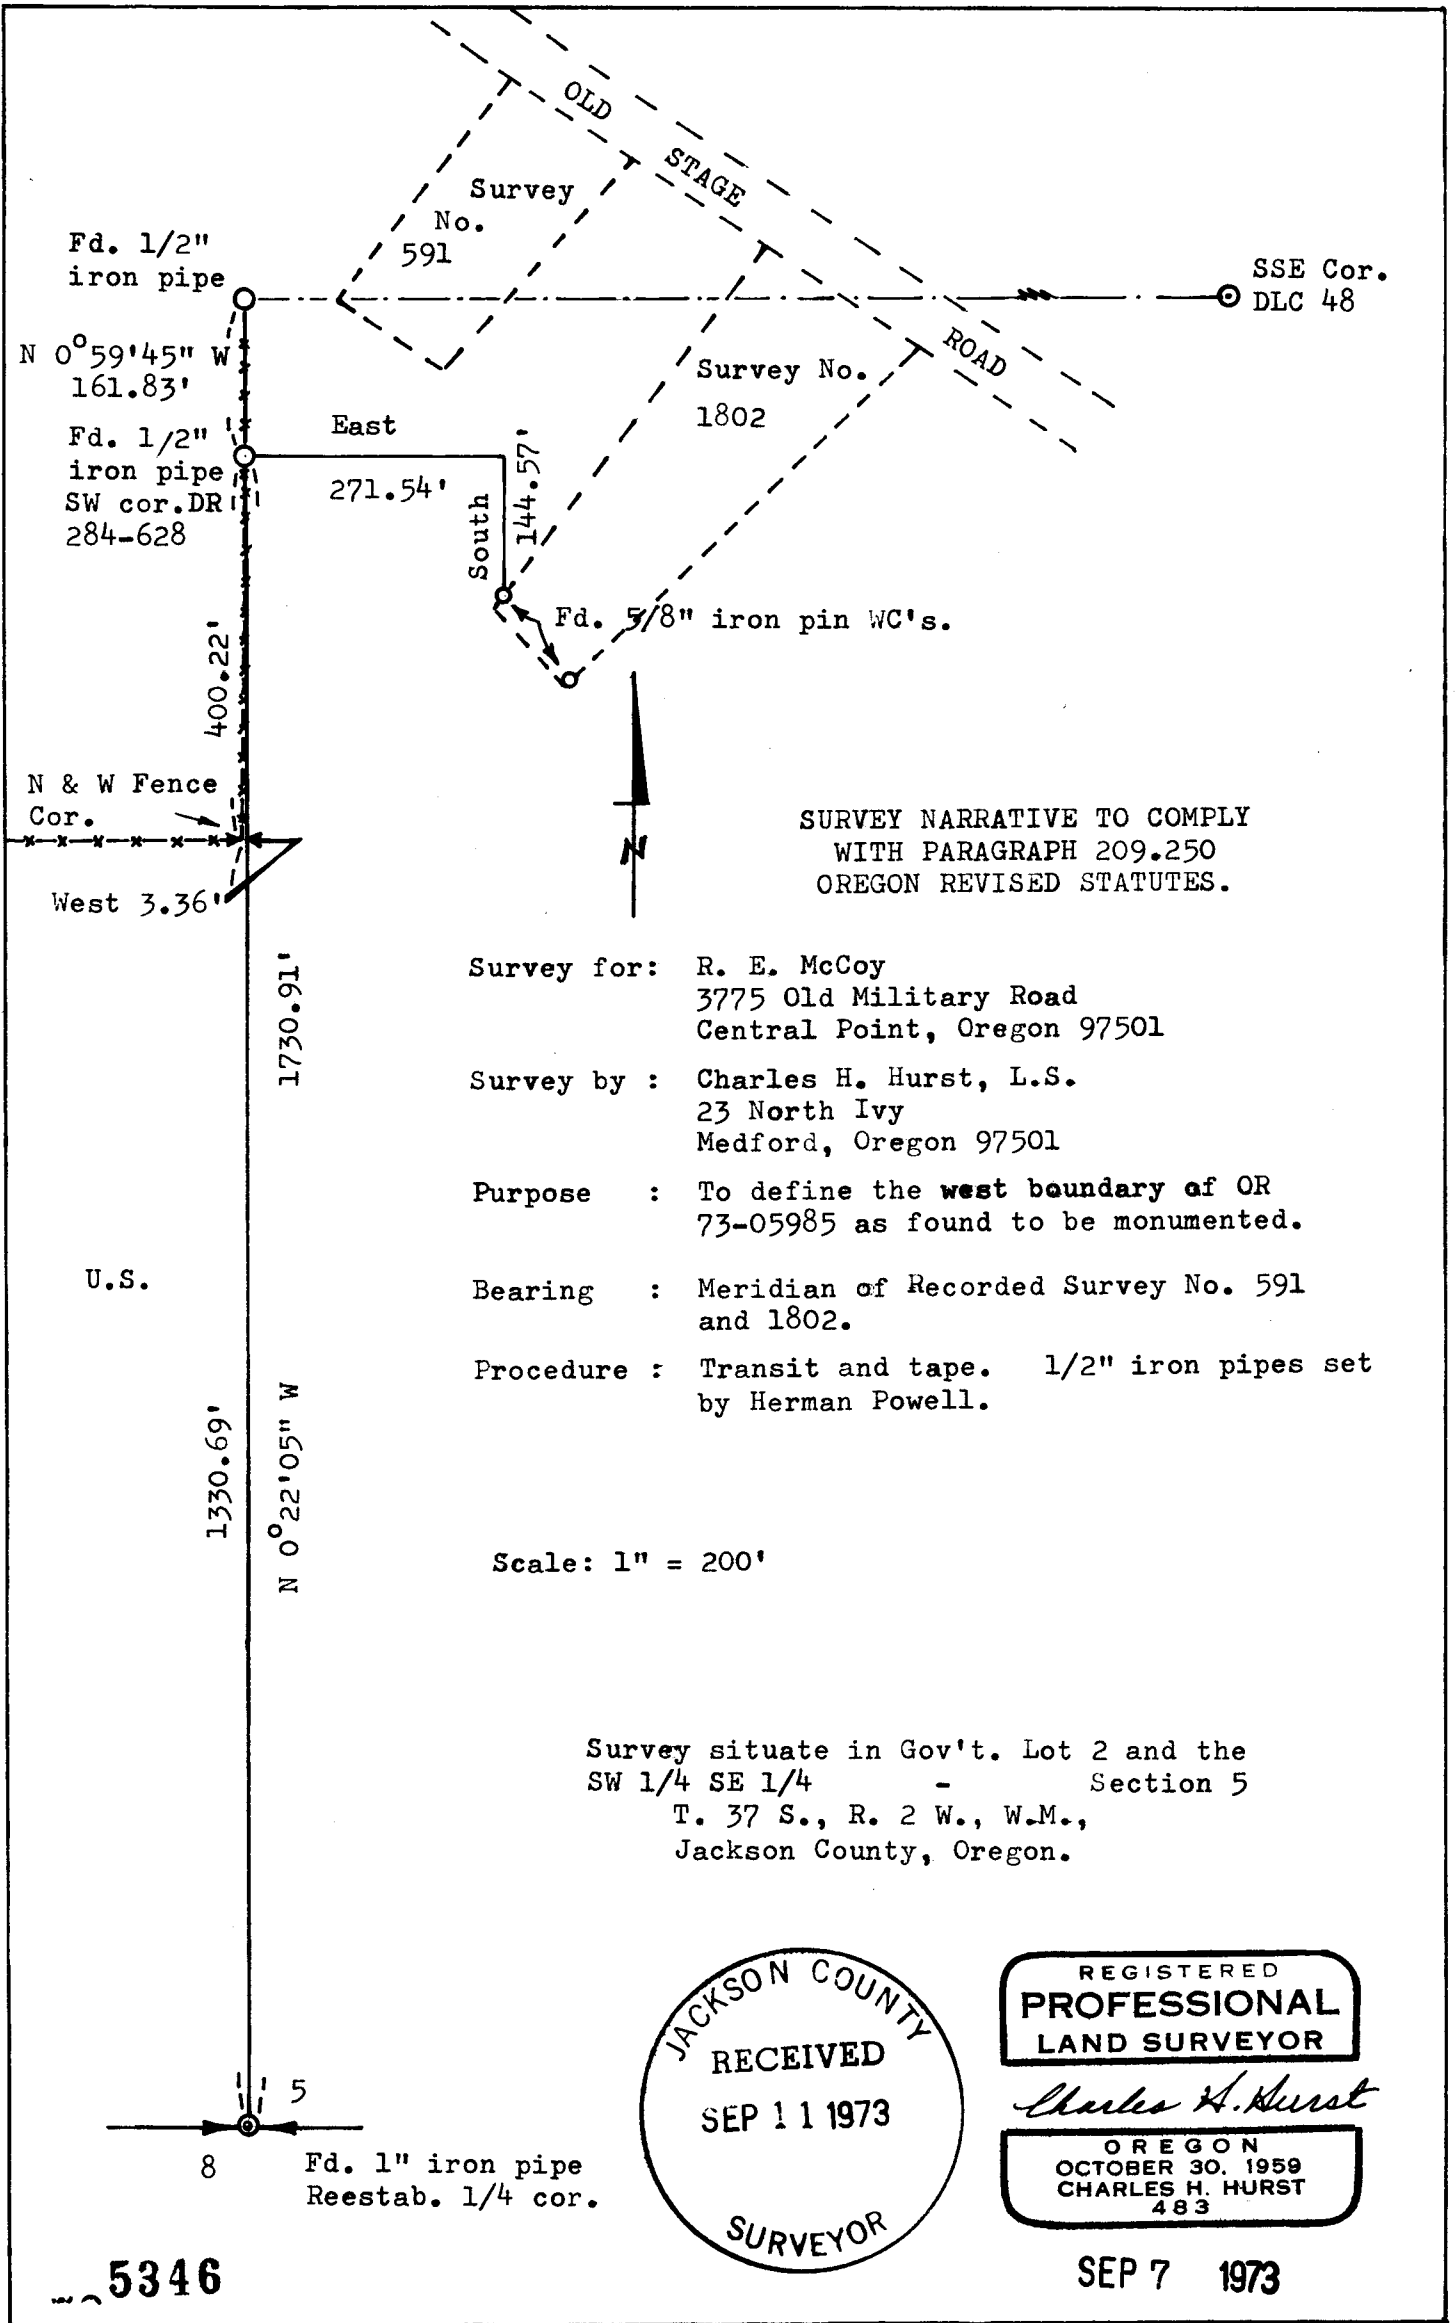 OLD
STAGE
ROAD
Survey
No.
591
Fd. 1/2"
iron pipe
SSE Cor.
DLC 48
N 0°59'45" W
161.83'
Survey No.
1802
Fd. 1/2"
iron pipe
SW cor.DR
284-628
East
271.54'
South
144.57'
Fd. 5/8" iron pin WC's.
400.22'
N & W Fence
Cor.
West 3.36'
N
SURVEY NARRATIVE TO COMPLY
WITH PARAGRAPH 209.250
OREGON REVISED STATUTES.
1730.91'
Survey for: R. E. McCoy
3775 Old Military Road
Central Point, Oregon 97501
Survey by : Charles H. Hurst, L.S.
23 North Ivy
Medford, Oregon 97501
Purpose : To define the west boundary of OR
73-05985 as found to be monumented.
U.S.
Bearing : Meridian of Recorded Survey No. 591
and 1802.
Procedure : Transit and tape. 1/2" iron pipes set
by Herman Powell.
1330.69'
N 0°22'05" W
Scale: 1" = 200'
Survey situate in Gov't. Lot 2 and the
SW 1/4 SE 1/4 - Section 5
T. 37 S., R. 2 W., W.M.,
Jackson County, Oregon.
5
8
Fd. 1" iron pipe
Reestab. 1/4 cor.
JACKSON COUNTY
RECEIVED
SEP 11 1973
SURVEYOR
REGISTERED
PROFESSIONAL
LAND SURVEYOR
Charles H. Hurst
OREGON
OCTOBER 30, 1959
CHARLES H. HURST
483
SEP 7 1973
5346